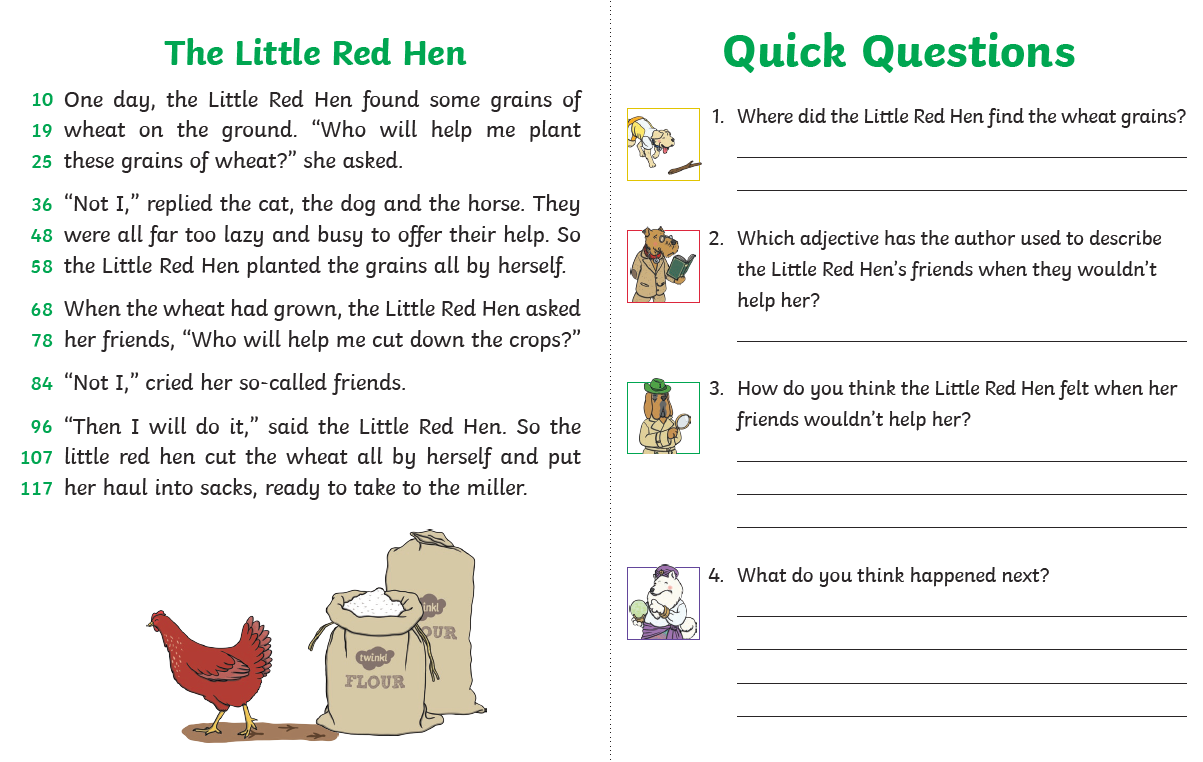 The Little Red Hen
10 One day, the Little Red Hen found some grains of
19 wheat on the ground. “Who will help me plant
25 these grains of wheat?” she asked.
36 “Not I,” replied the cat, the dog and the horse. They
48 were all far too lazy and busy to offer their help. So
58 the Little Red Hen planted the grains all by herself.
68 When the wheat had grown, the Little Red Hen asked
78 her friends, “Who will help me cut down the crops?”
84 “Not I,” cried her so-called friends.
96 “Then I will do it,” said the Little Red Hen. So the
107 little red hen cut the wheat all by herself and put
117 her haul into sacks, ready to take to the miller.
twinkl
FLOUR
inkl
OUR
Quick Questions
1. Where did the Little Red Hen find the wheat grains?
2. Which adjective has the author used to describe
the Little Red Hen’s friends when they wouldn’t
help her?
3. How do you think the Little Red Hen felt when her
friends wouldn’t help her?
4. What do you think happened next?